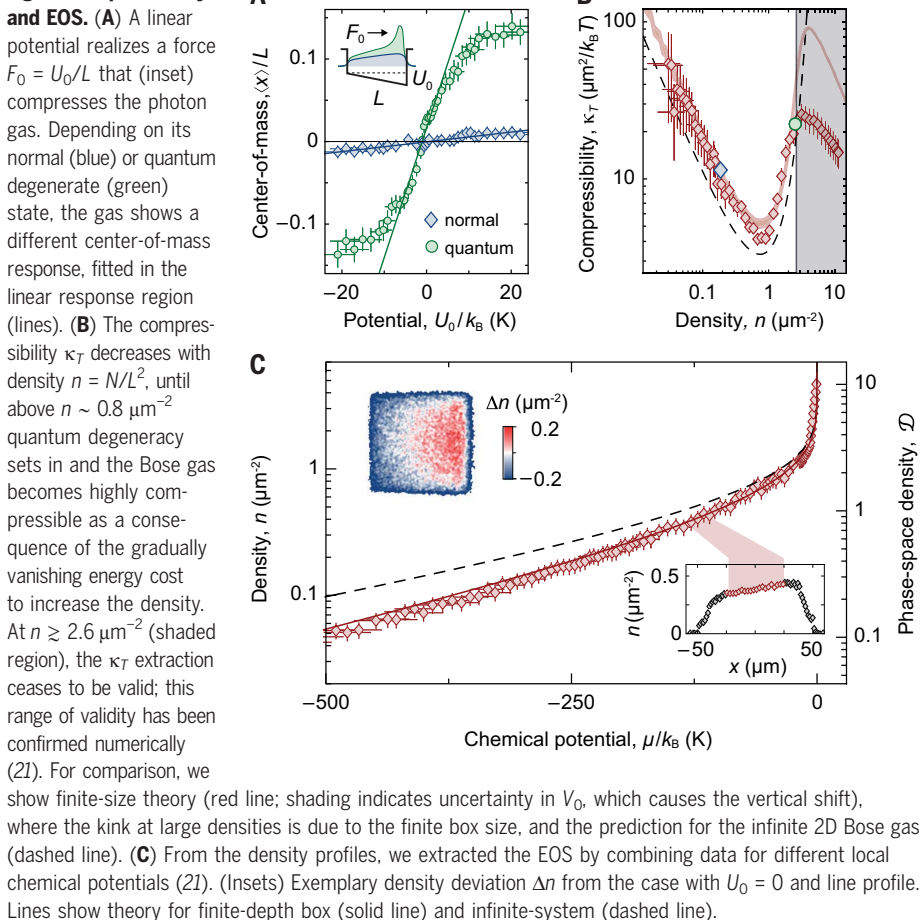 and EOS. (A) A linear
potential realizes a force
F₀ = U₀/L that (inset)
compresses the photon
gas. Depending on its
normal (blue) or quantum
degenerate (green)
state, the gas shows a
different center-of-mass
response, fitted in the
linear response region
(lines). (B) The compres-
sibility κ_T decreases with
density n = N/L², until
above n ~ 0.8 μm⁻²
quantum degeneracy
sets in and the Bose gas
becomes highly com-
pressible as a conse-
quence of the gradually
vanishing energy cost
to increase the density.
At n ≳ 2.6 μm⁻² (shaded
region), the κ_T extraction
ceases to be valid; this
range of validity has been
confirmed numerically
(21). For comparison, we
show finite-size theory (red line; shading indicates uncertainty in V₀, which causes the vertical shift),
where the kink at large densities is due to the finite box size, and the prediction for the infinite 2D Bose gas
(dashed line). (C) From the density profiles, we extracted the EOS by combining data for different local
chemical potentials (21). (Insets) Exemplary density deviation Δn from the case with U₀ = 0 and line profile.
Lines show theory for finite-depth box (solid line) and infinite-system (dashed line).
A
Center-of-mass, ⟨x⟩/L
0.1
0
−0.1
F₀
U₀
L
normal
quantum
−20 0 20
Potential, U₀/k_B (K)
B
Compressibility, κ_T (μm²/k_B T)
100
10
0.1 1 10
Density, n (μm⁻²)
C
Density, n (μm⁻²)
1
0.1
Δn (μm⁻²)
0.2
−0.2
n (μm⁻²)
0.5
0
−50 50
x (μm)
10
1
0.1
Phase-space density, 𝒟
−500 −250 0
Chemical potential, μ/k_B (K)